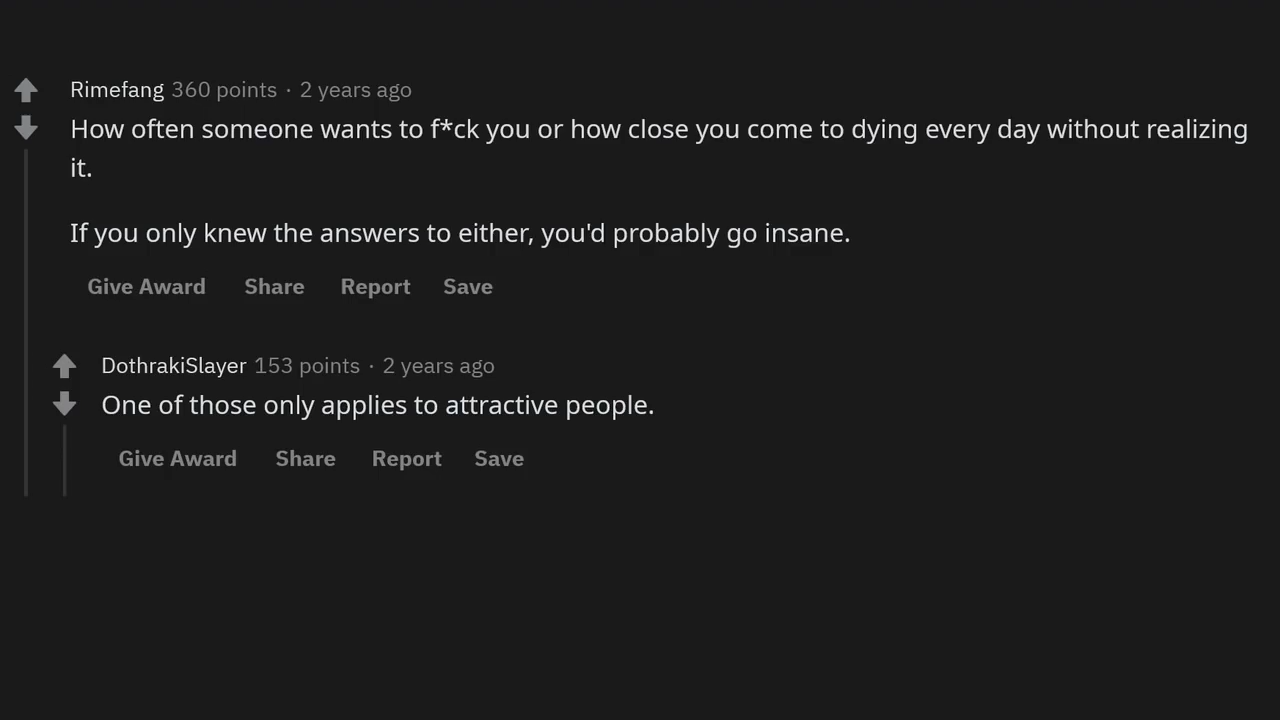 Rimefang 360 points · 2 years ago
How often someone wants to f*ck you or how close you come to dying every day without realizing
it.
If you only knew the answers to either, you'd probably go insane.
Give Award Share Report Save
DothrakiSlayer 153 points · 2 years ago
One of those only applies to attractive people.
Give Award Share Report Save